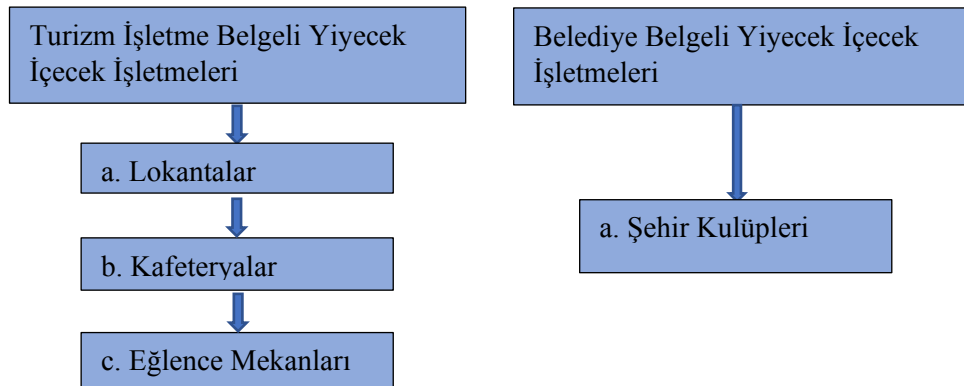 Turizm İşletme Belgeli Yiyecek
İçecek İşletmeleri
a. Lokantalar
b. Kafeteryalar
c. Eğlence Mekanları
Belediye Belgeli Yiyecek İçecek
İşletmeleri
a. Şehir Kulüpleri